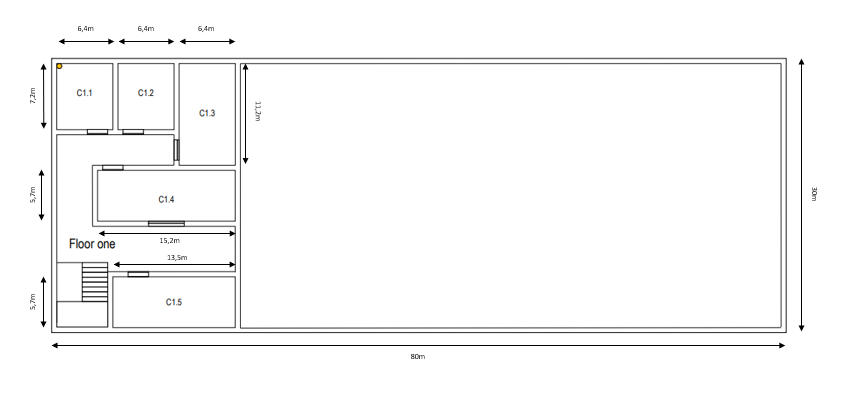 6,4m 6,4m 6,4m
7,2m
C1.1
C1.2
C1.3
11,2m
5,7m
C1.4
30m
15,2m
Floor one
13,5m
5,7m
C1.5
80m